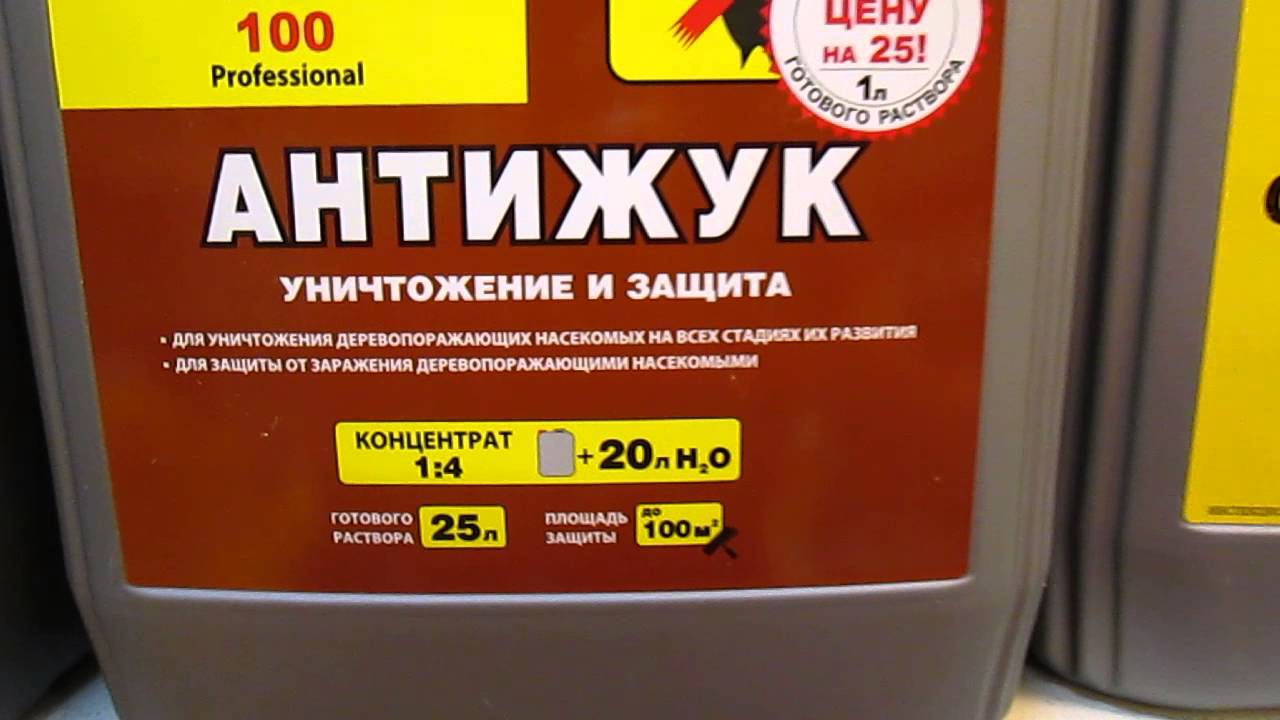 100
Professional
ЦЕНУ
НА 25!
1л
ГОТОВОГО РАСТВОРА
АНТИЖУК
УНИЧТОЖЕНИЕ И ЗАЩИТА
• ДЛЯ УНИЧТОЖЕНИЯ ДЕРЕВОПОРАЖАЮЩИХ НАСЕКОМЫХ НА ВСЕХ СТАДИЯХ ИХ РАЗВИТИЯ
• ДЛЯ ЗАЩИТЫ ОТ ЗАРАЖЕНИЯ ДЕРЕВОПОРАЖАЮЩИМИ НАСЕКОМЫМИ
КОНЦЕНТРАТ
1:4
+20л H₂O
ГОТОВОГО
РАСТВОРА
25л
ПЛОЩАДЬ
ЗАЩИТЫ
до
100м²